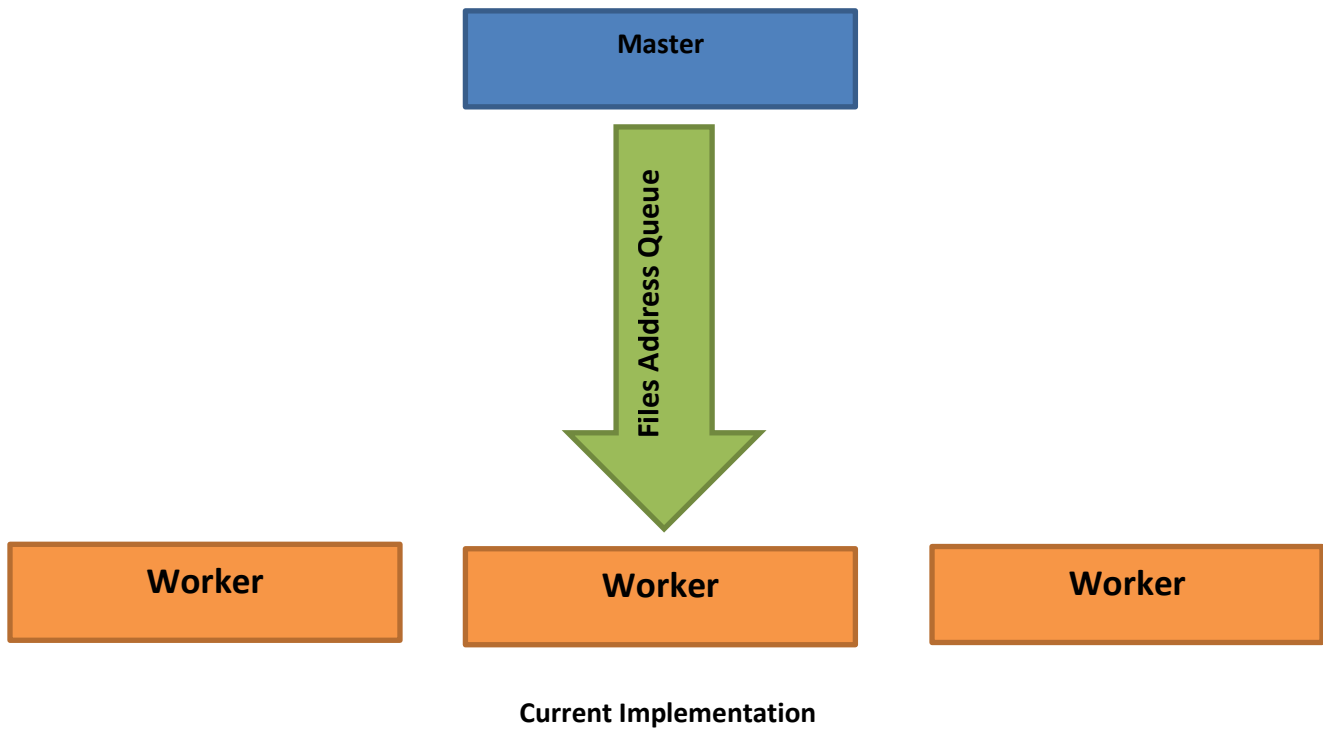 Master
Files Address Queue
Worker
Worker
Worker
Current Implementation